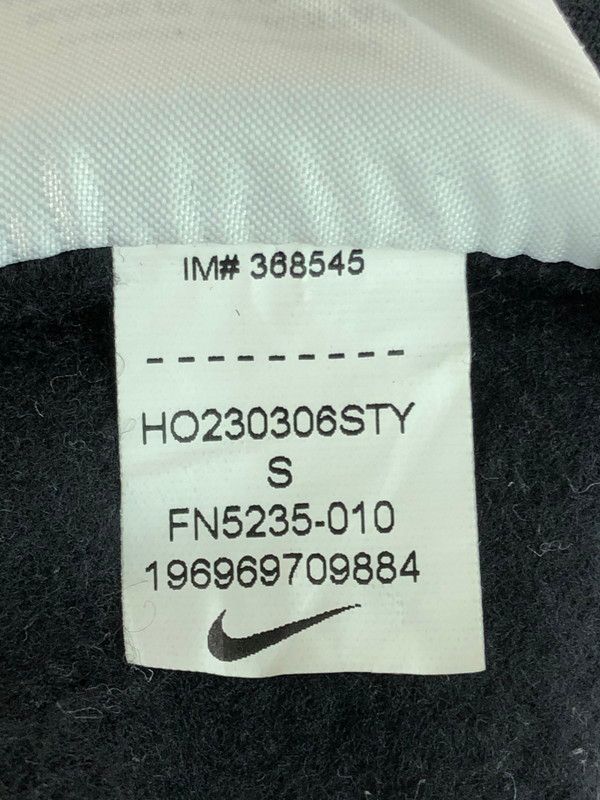 IM# 368545
---------
HO230306STY
S
FN5235-010
196969709884